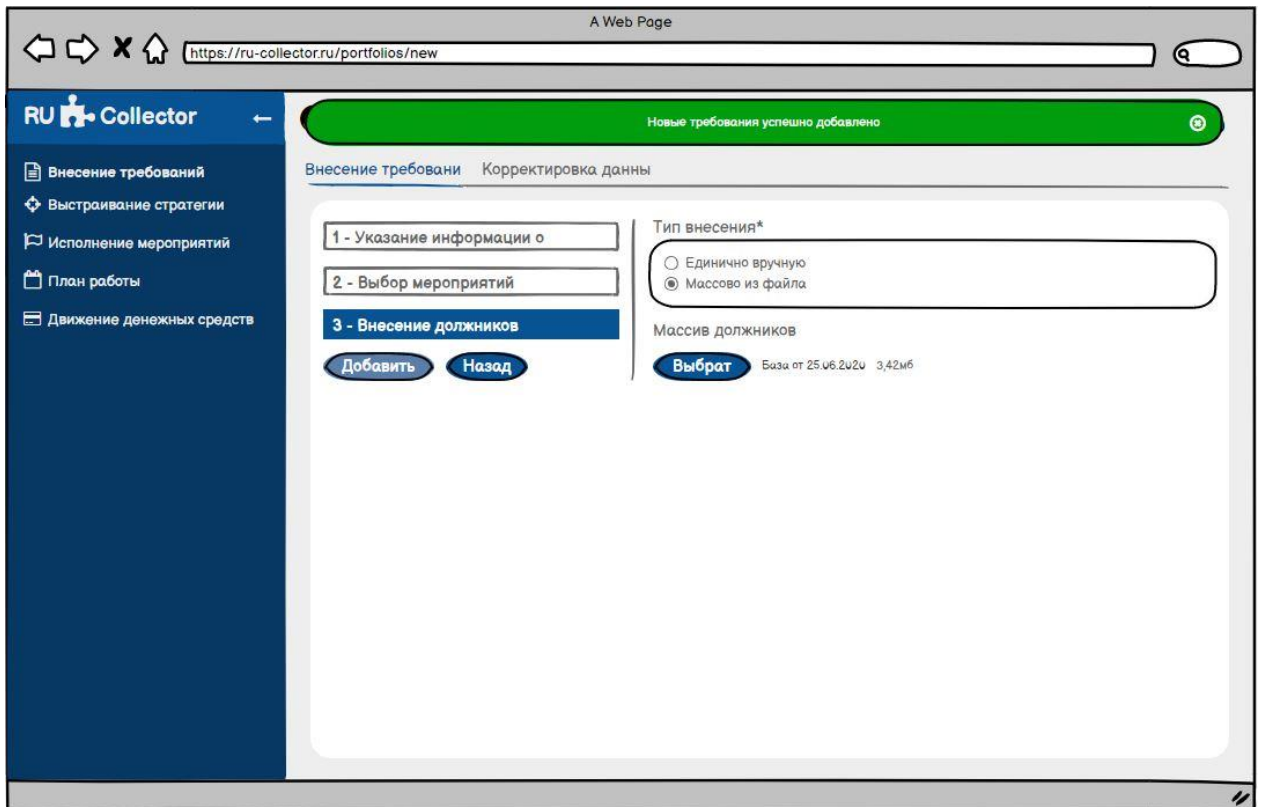 A Web Page
https://ru-collector.ru/portfolios/new
RU Collector
Внесение требований
Выстраивание стратегии
Исполнение мероприятий
План работы
Движение денежных средств
Новые требования успешно добавлено
Внесение требовани Корректировка данны
1 - Указание информации о
2 - Выбор мероприятий
3 - Внесение должников
Добавить Назад
Тип внесения*
Единично вручную
Массово из файла
Массив должников
Выбрат База от 25.06.2020 3,42мб